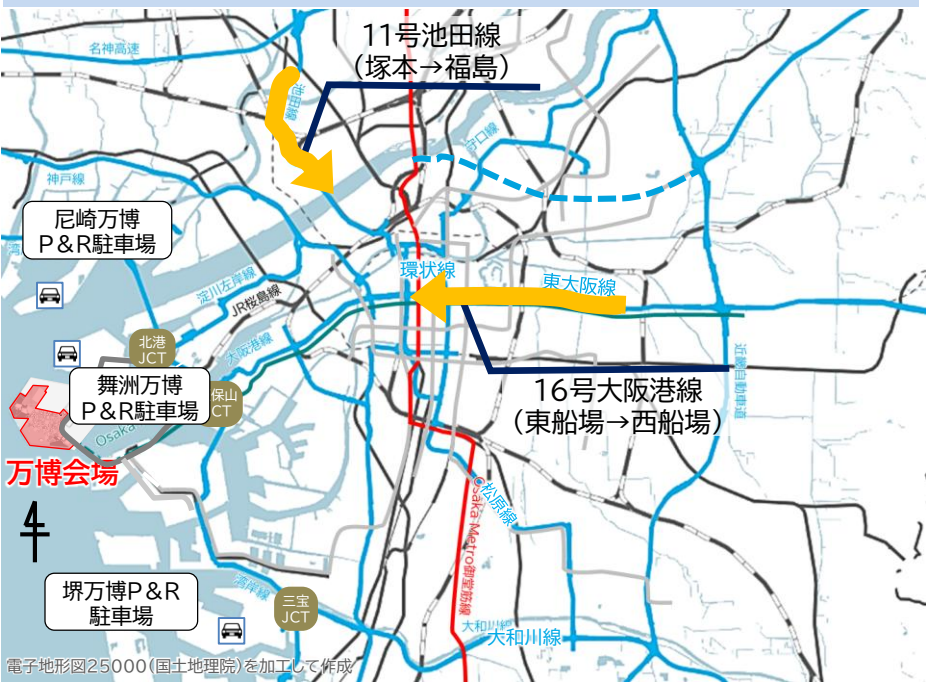 11号池田線
(塚本→福島)
名神高速
池田線
守口線
神戸線
尼崎万博
P&R駐車場
湾
環状線
東大阪線
淀川左岸線
JR桜島線
大阪港線
北港
JCT
近畿自動車道
舞洲万博
P&R駐車場
保山
CT
16号大阪港線
(東船場→西船場)
Osaka
万博会場
松原線
Osaka Metro御堂筋線
堺万博P&R
駐車場
湾岸線
三宝
JCT
大和川線
大和川線
電子地形図25000(国土地理院)を加工して作成